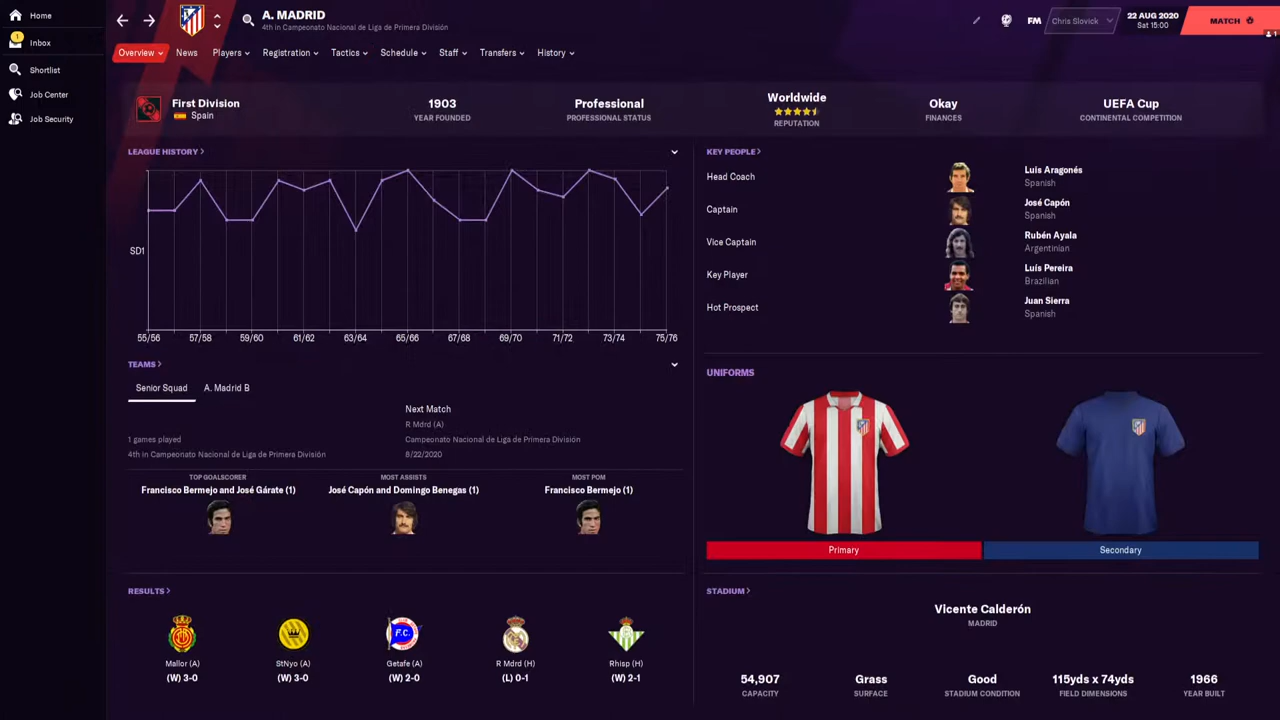 Home
1
Inbox
Shortlist
Job Center
Job Security
A. MADRID
4th in Campeonato Nacional de Liga de Primera División
FM
Chris Slovick
22 AUG 2020
Sat 15:00
MATCH
1
Overview
News
Players
Registration
Tactics
Schedule
Staff
Transfers
History
First Division
Spain
1903
YEAR FOUNDED
Professional
PROFESSIONAL STATUS
Worldwide
REPUTATION
Okay
FINANCES
UEFA Cup
CONTINENTAL COMPETITION
LEAGUE HISTORY
SD1
55/56 57/58 59/60 61/62 63/64 65/66 67/68 69/70 71/72 73/74 75/76
TEAMS
Senior Squad
A. Madrid B
Next Match
R Mdrd (A)
1 games played
Campeonato Nacional de Liga de Primera División
4th in Campeonato Nacional de Liga de Primera División
8/22/2020
TOP GOALSCORER
Francisco Bermejo and José Gárate (1)
MOST ASSISTS
José Capón and Domingo Benegas (1)
MOST POM
Francisco Bermejo (1)
RESULTS
F.C.
Mallor (A)
(W) 3-0
StNyo (A)
(W) 3-0
Getafe (A)
(W) 2-0
R Mdrd (H)
(L) 0-1
Rhisp (H)
(W) 2-1
KEY PEOPLE
Head Coach
Luis Aragonés
Spanish
Captain
José Capón
Spanish
Vice Captain
Rubén Ayala
Argentinian
Key Player
Luís Pereira
Brazilian
Hot Prospect
Juan Sierra
Spanish
UNIFORMS
Primary
Secondary
STADIUM
Vicente Calderón
MADRID
54,907
CAPACITY
Grass
SURFACE
Good
STADIUM CONDITION
115yds x 74yds
FIELD DIMENSIONS
1966
YEAR BUILT